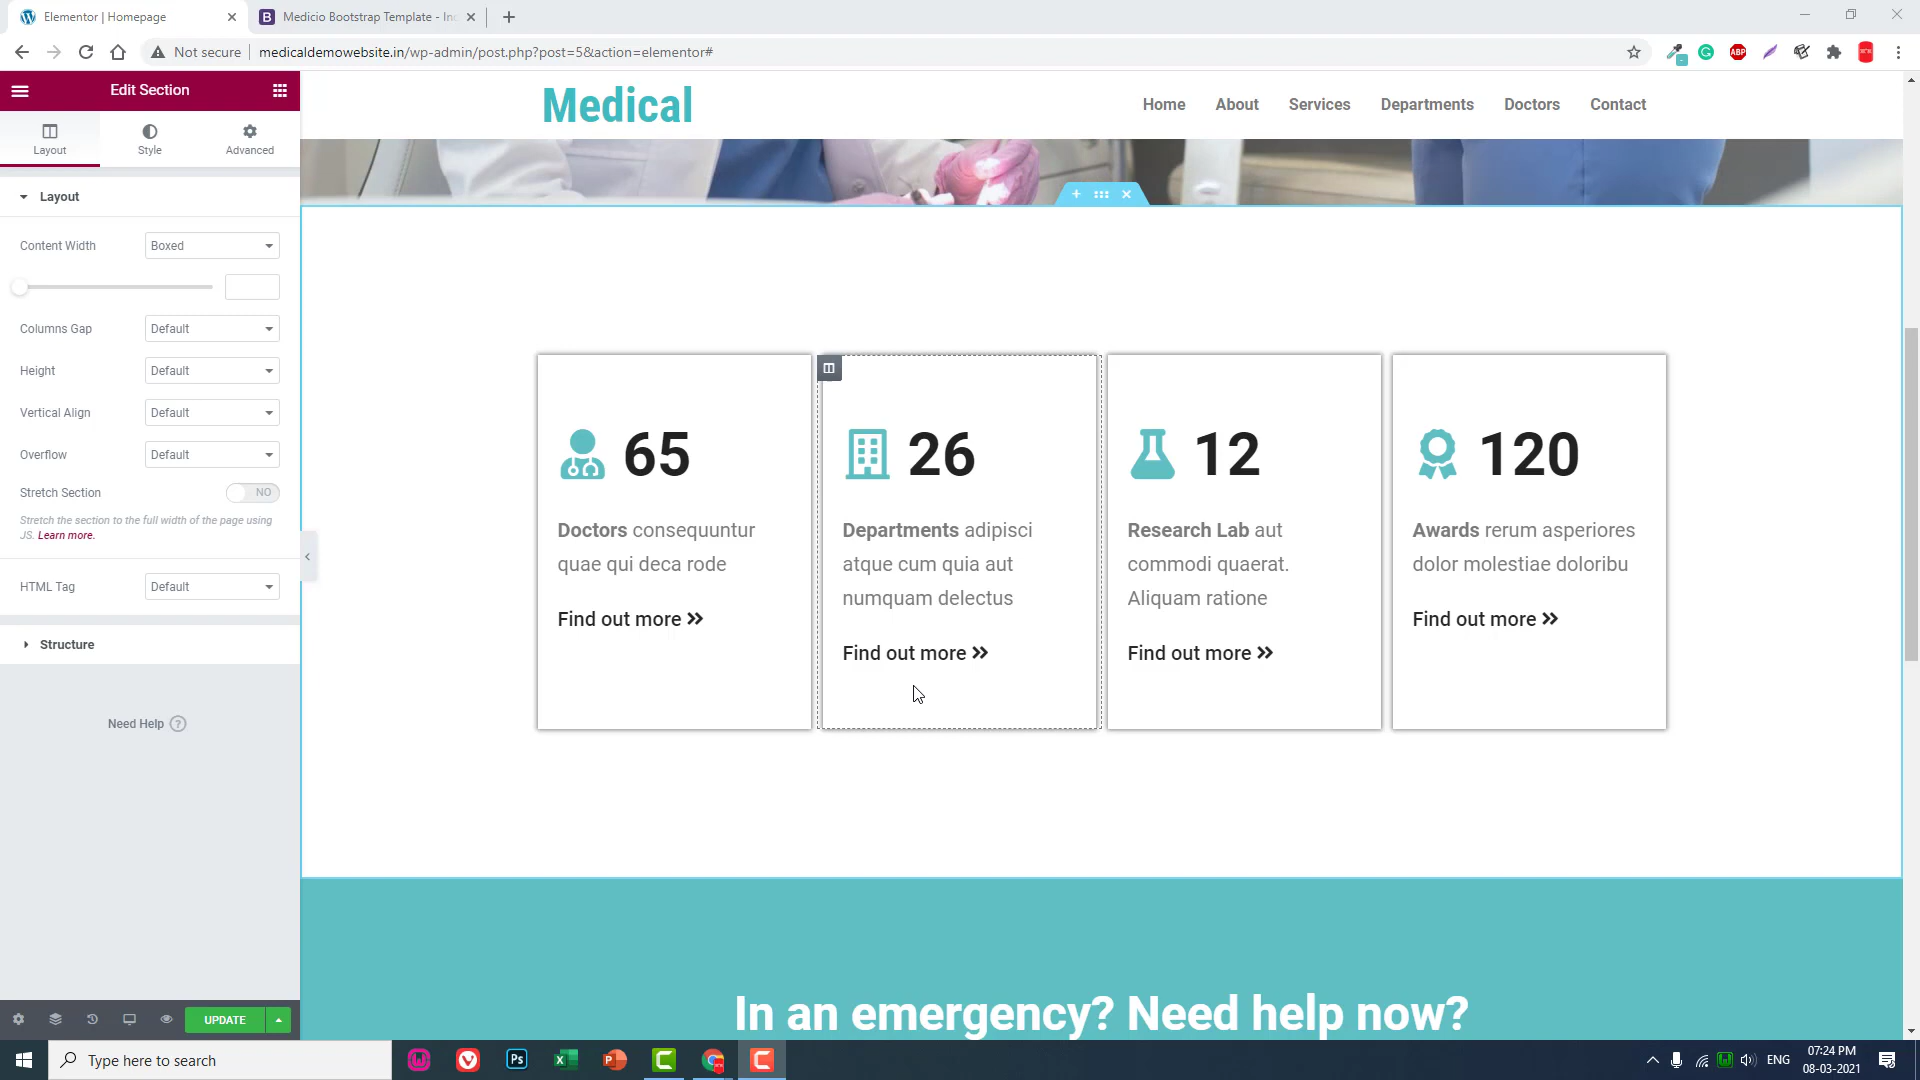 Elementor | Homepage
Medicio Bootstrap Template - In
Not secure
medicaldemowebsite.in/wp-admin/post.php?post=5&action=elementor#
ABP
Edit Section
Layout
Style
Advanced
Layout
Content Width
Boxed
Columns Gap
Default
Height
Default
Vertical Align
Default
Overflow
Default
Stretch Section
NO
Stretch the section to the full width of the page using
JS. Learn more.
HTML Tag
Default
Structure
Need Help
UPDATE
Medical
Home
About
Services
Departments
Doctors
Contact
65
Doctors consequuntur
quae qui deca rode
Find out more
26
Departments adipisci
atque cum quia aut
numquam delectus
Find out more
12
Research Lab aut
commodi quaerat.
Aliquam ratione
Find out more
120
Awards rerum asperiores
dolor molestiae doloribu
Find out more
In an emergency? Need help now?
Type here to search
Ps
ENG
07:24 PM
08-03-2021